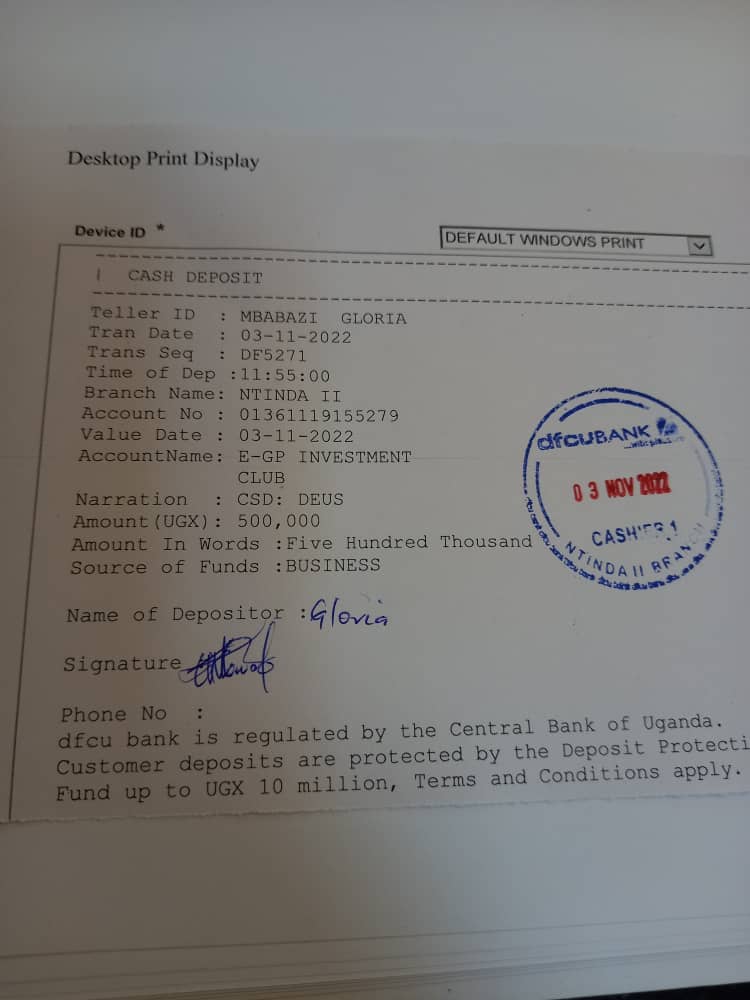 Desktop Print Display
Device ID *
DEFAULT WINDOWS PRINT
| CASH DEPOSIT
Teller ID : MBABAZI GLORIA
Tran Date : 03-11-2022
Trans Seq : DF5271
Time of Dep :11:55:00
Branch Name: NTINDA II
Account No : 01361119155279
Value Date : 03-11-2022
AccountName: E-GP INVESTMENT
CLUB
Narration : CSD: DEUS
Amount(UGX): 500,000
Amount In Words :Five Hundred Thousand
Source of Funds :BUSINESS
dfcu BANK
03 NOV 2022
CASHIER 1
NTINDA II BRANCH
Name of Depositor :Gloria
Signature
Phone No :
dfcu bank is regulated by the Central Bank of Uganda.
Customer deposits are protected by the Deposit Protecti
Fund up to UGX 10 million, Terms and Conditions apply.